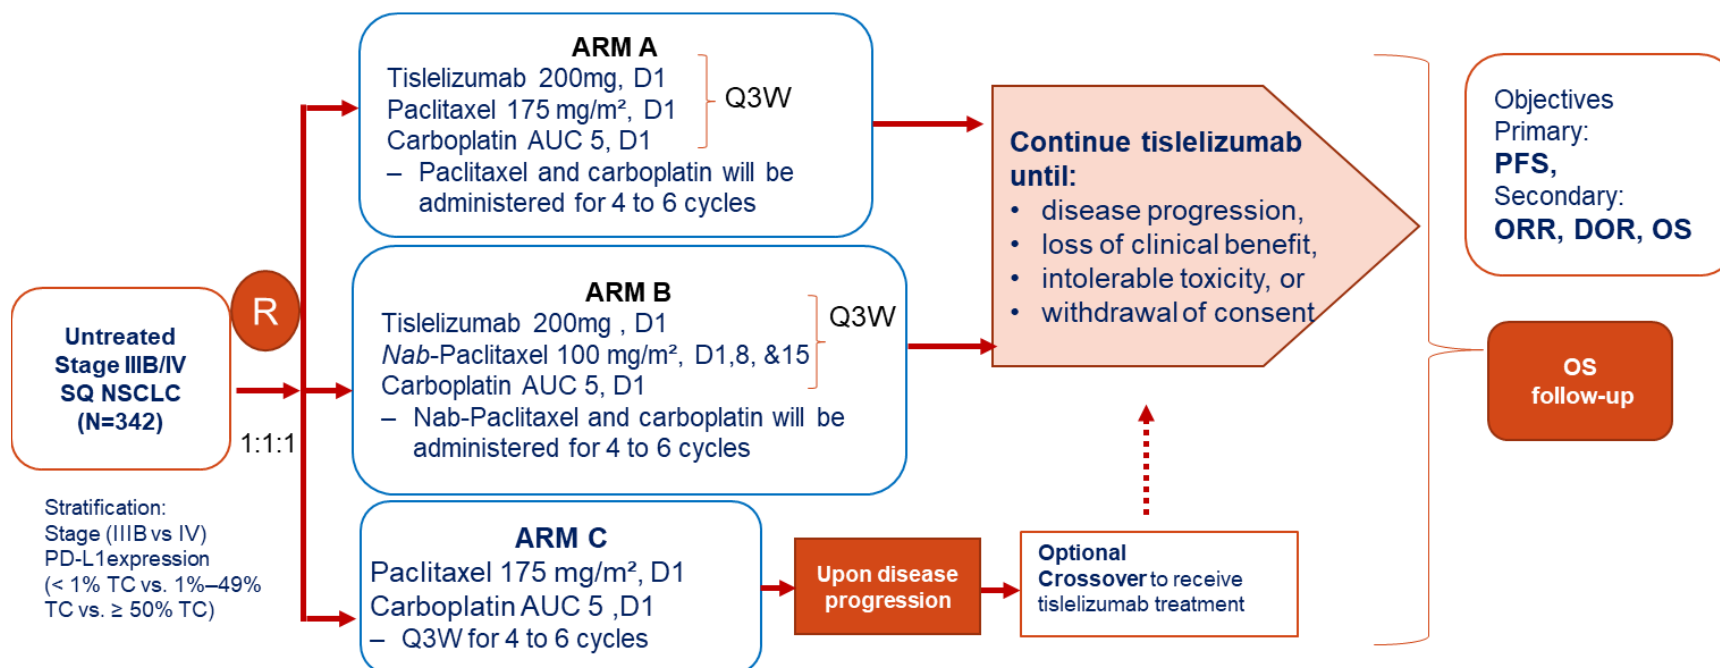 Untreated
Stage IIIB/IV
SQ NSCLC
(N=342)
R
1:1:1
Stratification:
Stage (IIIB vs IV)
PD-L1expression
(< 1% TC vs. 1%–49%
TC vs. ≥ 50% TC)
ARM A
Tislelizumab 200mg, D1
Paclitaxel 175 mg/m², D1
Carboplatin AUC 5, D1
– Paclitaxel and carboplatin will be
administered for 4 to 6 cycles
Q3W
ARM B
Tislelizumab 200mg , D1
Nab-Paclitaxel 100 mg/m², D1,8, &15
Carboplatin AUC 5, D1
– Nab-Paclitaxel and carboplatin will be
administered for 4 to 6 cycles
Q3W
ARM C
Paclitaxel 175 mg/m², D1
Carboplatin AUC 5 ,D1
– Q3W for 4 to 6 cycles
Upon disease
progression
Optional
Crossover to receive
tislelizumab treatment
Continue tislelizumab
until:
• disease progression,
• loss of clinical benefit,
• intolerable toxicity, or
• withdrawal of consent
Objectives
Primary:
PFS,
Secondary:
ORR, DOR, OS
OS
follow-up